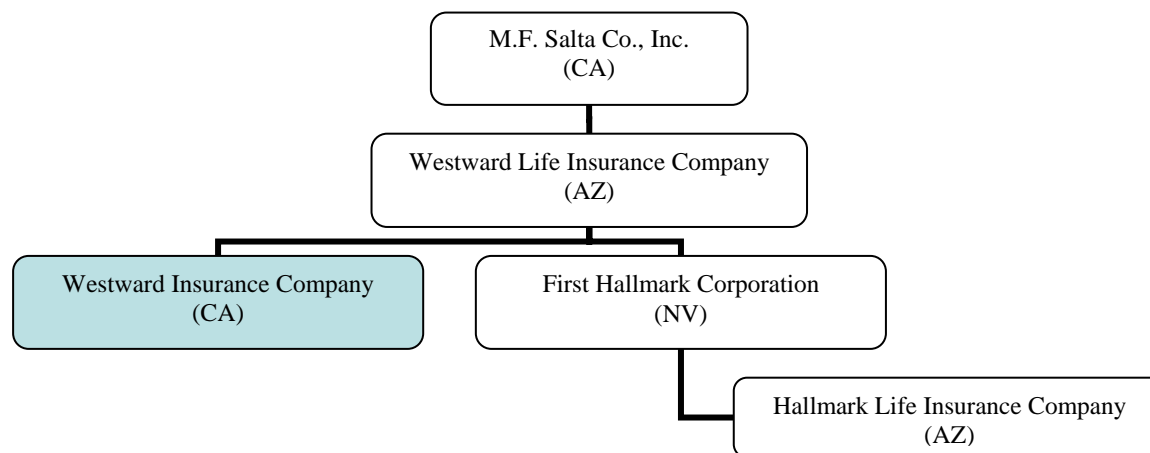 M.F. Salta Co., Inc.
(CA)
Westward Life Insurance Company
(AZ)
Westward Insurance Company
(CA)
First Hallmark Corporation
(NV)
Hallmark Life Insurance Company
(AZ)